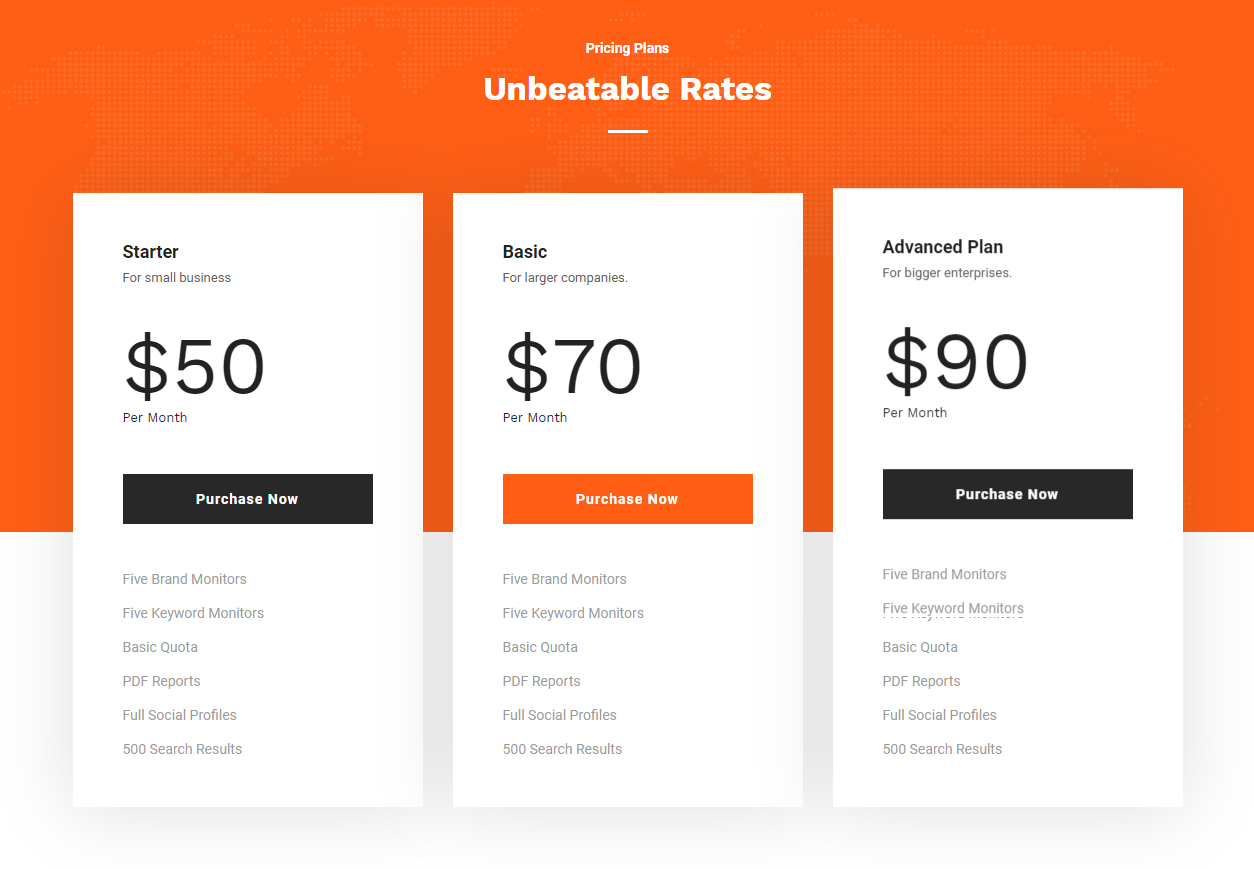 Pricing Plans
Unbeatable Rates
Starter
For small business
$50
Per Month
Purchase Now
Five Brand Monitors
Five Keyword Monitors
Basic Quota
PDF Reports
Full Social Profiles
500 Search Results
Basic
For larger companies.
$70
Per Month
Purchase Now
Five Brand Monitors
Five Keyword Monitors
Basic Quota
PDF Reports
Full Social Profiles
500 Search Results
Advanced Plan
For bigger enterprises.
$90
Per Month
Purchase Now
Five Brand Monitors
Five Keyword Monitors
Basic Quota
PDF Reports
Full Social Profiles
500 Search Results